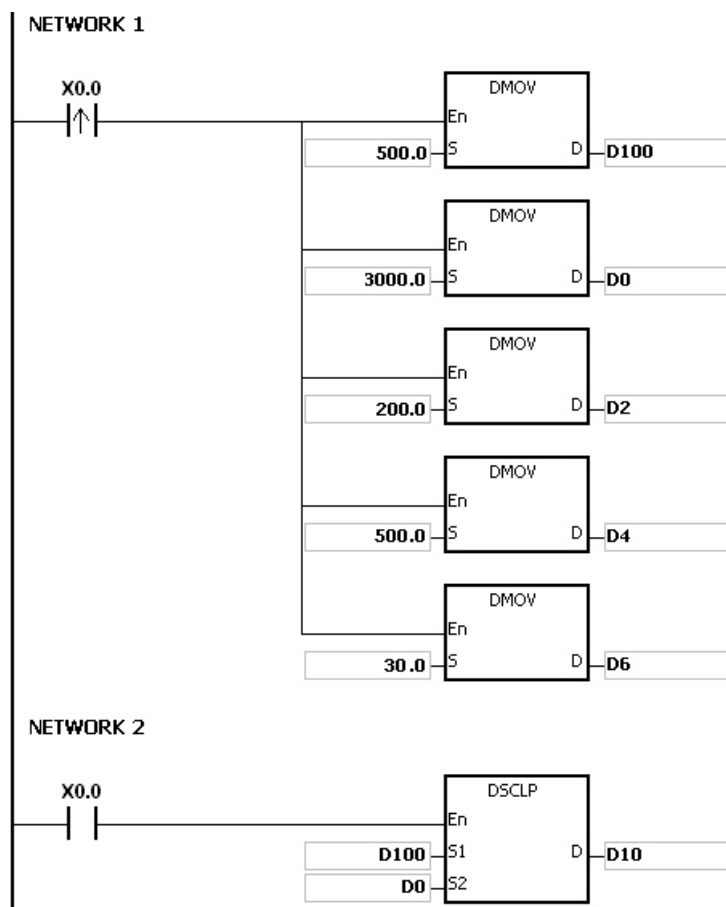 NETWORK 1
X0.0
DMOV
En
500.0 S D D100
DMOV
En
3000.0 S D D0
DMOV
En
200.0 S D D2
DMOV
En
500.0 S D D4
DMOV
En
30.0 S D D6
NETWORK 2
X0.0
DSCLP
En
D100 S1 D D10
D0 S2